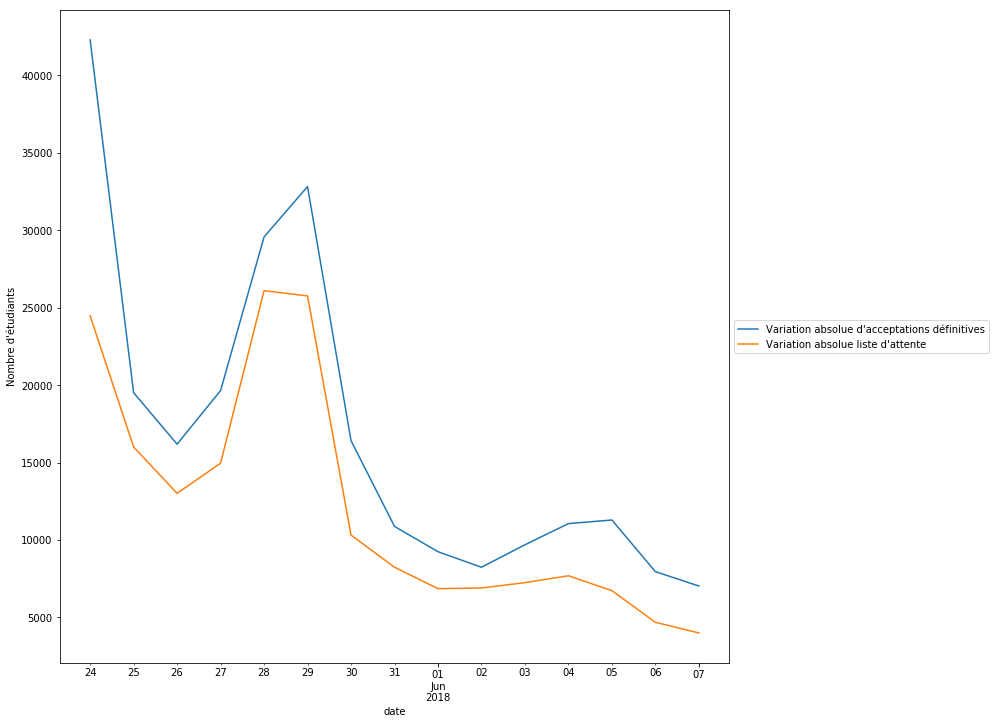 40000
35000
30000
25000
20000
15000
10000
5000
Nombre d'étudiants
24 25 26 27 28 29 30 31 01 02 03 04 05 06 07
Jun
2018
date
Variation absolue d'acceptations définitives
Variation absolue liste d'attente